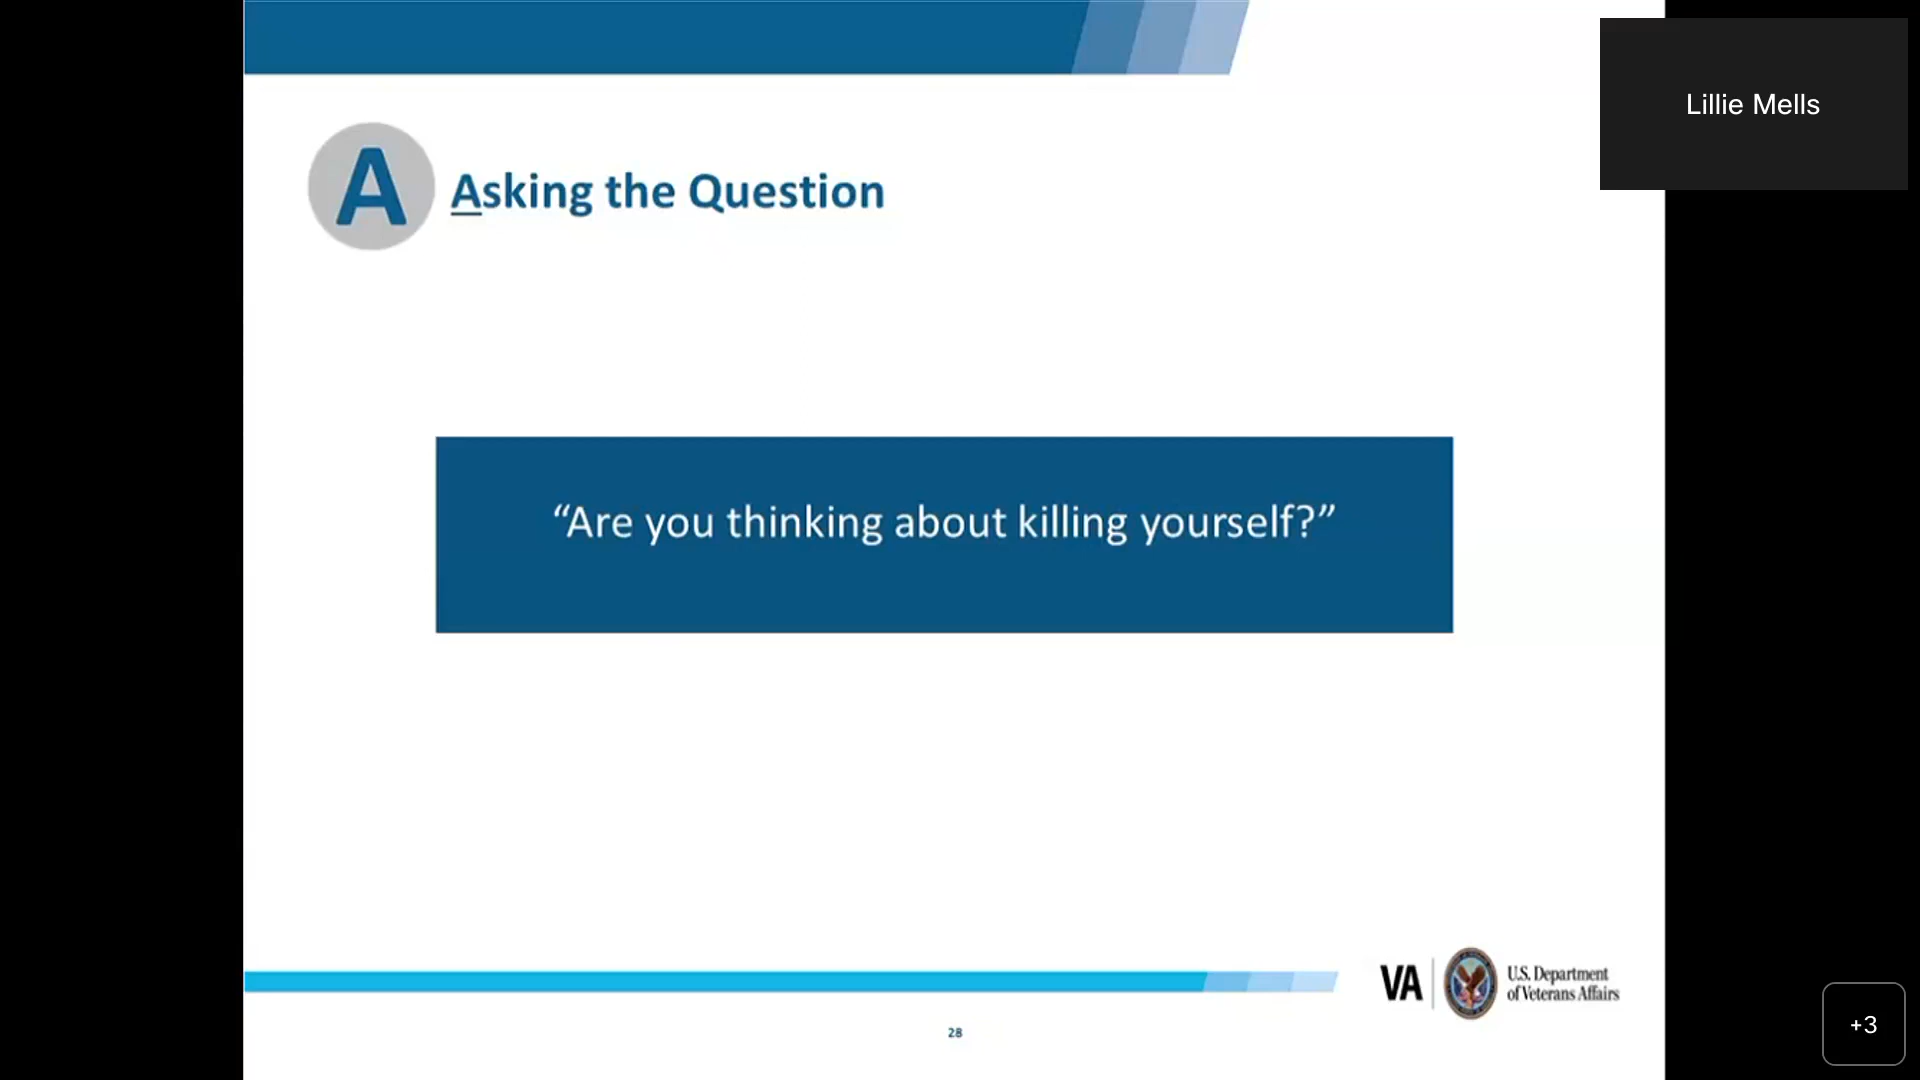 Lillie Mells
A
Asking the Question
“Are you thinking about killing yourself?”
VA
U.S. Department
of Veterans Affairs
28
+3